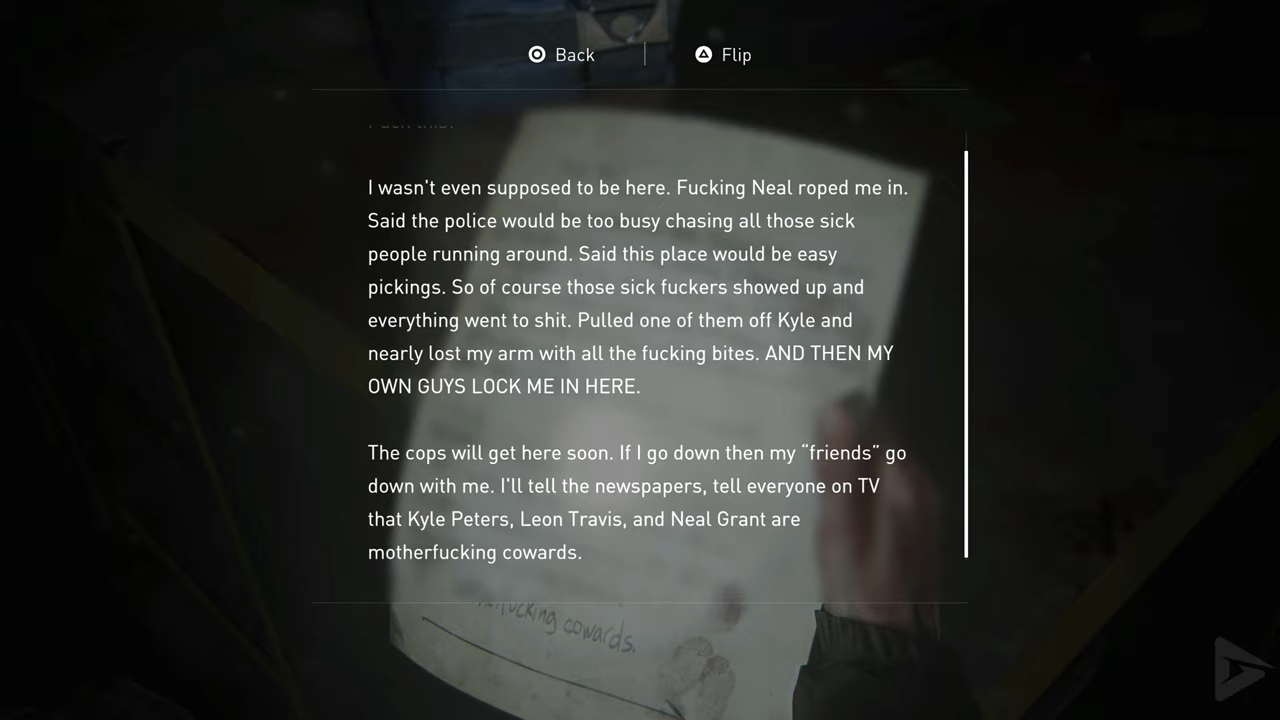 Back
Flip
I wasn't even supposed to be here. Fucking Neal roped me in.
Said the police would be too busy chasing all those sick
people running around. Said this place would be easy
pickings. So of course those sick fuckers showed up and
everything went to shit. Pulled one of them off Kyle and
nearly lost my arm with all the fucking bites. AND THEN MY
OWN GUYS LOCK ME IN HERE.
The cops will get here soon. If I go down then my “friends” go
down with me. I'll tell the newspapers, tell everyone on TV
that Kyle Peters, Leon Travis, and Neal Grant are
motherfucking cowards.
cowards.